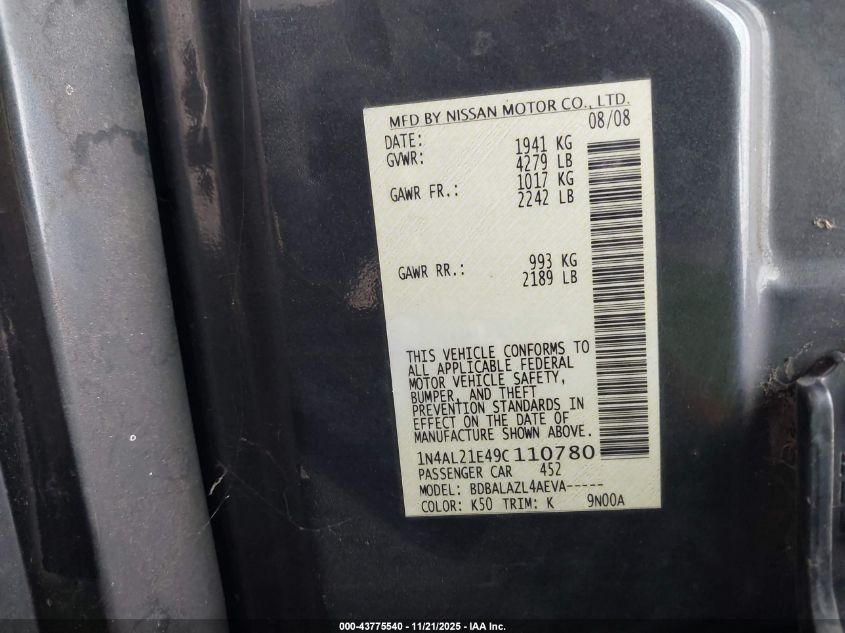 MFD BY NISSAN MOTOR CO., LTD.
DATE: 08/08
GVWR: 1941 KG
4279 LB
GAWR FR.: 1017 KG
2242 LB
GAWR RR.: 993 KG
2189 LB
THIS VEHICLE CONFORMS TO
ALL APPLICABLE FEDERAL
MOTOR VEHICLE SAFETY,
BUMPER, AND THEFT
PREVENTION STANDARDS IN
EFFECT ON THE DATE OF
MANUFACTURE SHOWN ABOVE.
1N4AL21E49C110780
PASSENGER CAR 452
MODEL: BDBALAZL4AEVA-----
COLOR: K50 TRIM: K 9N00A
000-43775540 - 11/21/2025 - IAA Inc.